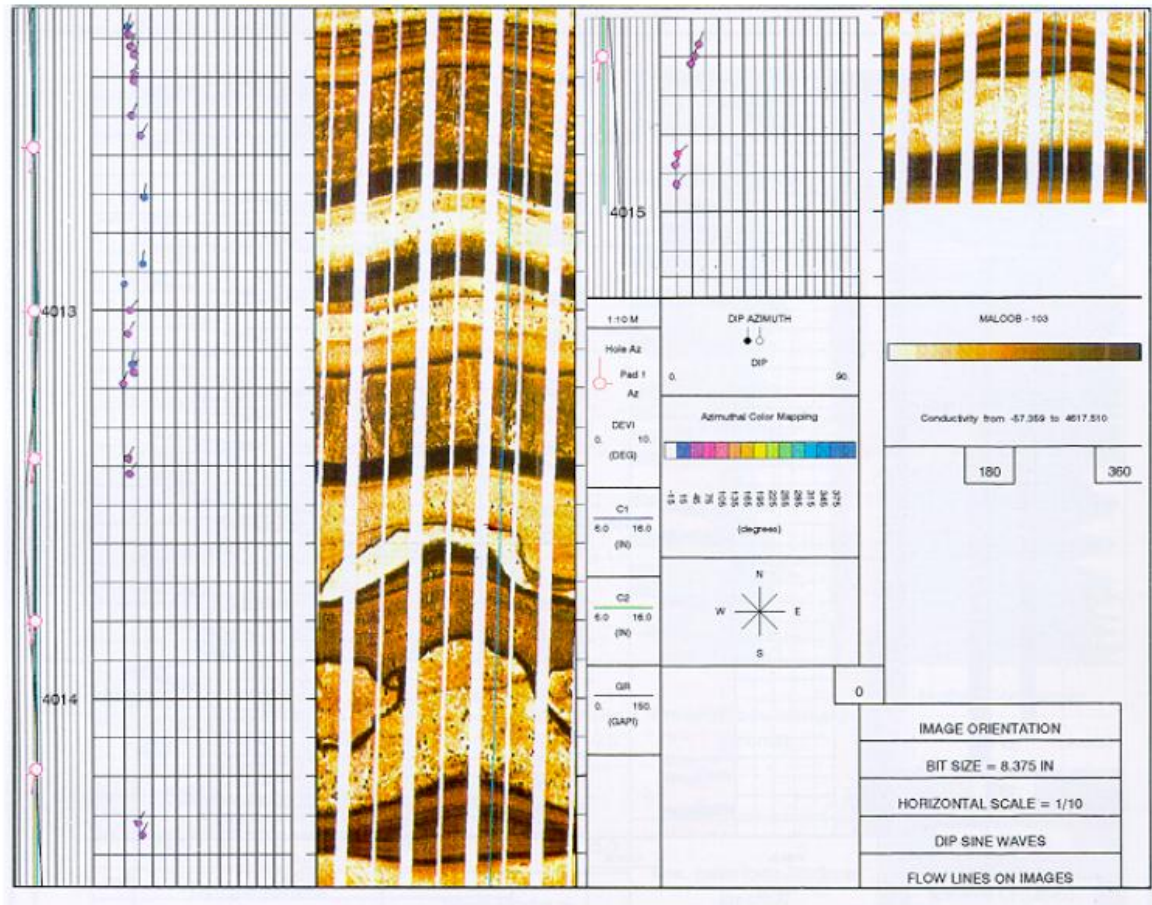 4013
4014
4015
1:10 M
Hole Az
Pad 1
Az
DEVI
0. 10.
(DEG)
C1
6.0 16.0
(IN)
C2
6.0 16.0
(IN)
GR
0. 150.
(GAPI)
DIP AZIMUTH
DIP
0. 90.
Azimuthal Color Mapping
-15 15 45 75 105 135 165 195 225 255 285 315 345 375
(degrees)
N
W E
S
MALOOB - 103
Conductivity from -57.359 to 4617.510
180 360
0
IMAGE ORIENTATION
BIT SIZE = 8.375 IN
HORIZONTAL SCALE = 1/10
DIP SINE WAVES
FLOW LINES ON IMAGES